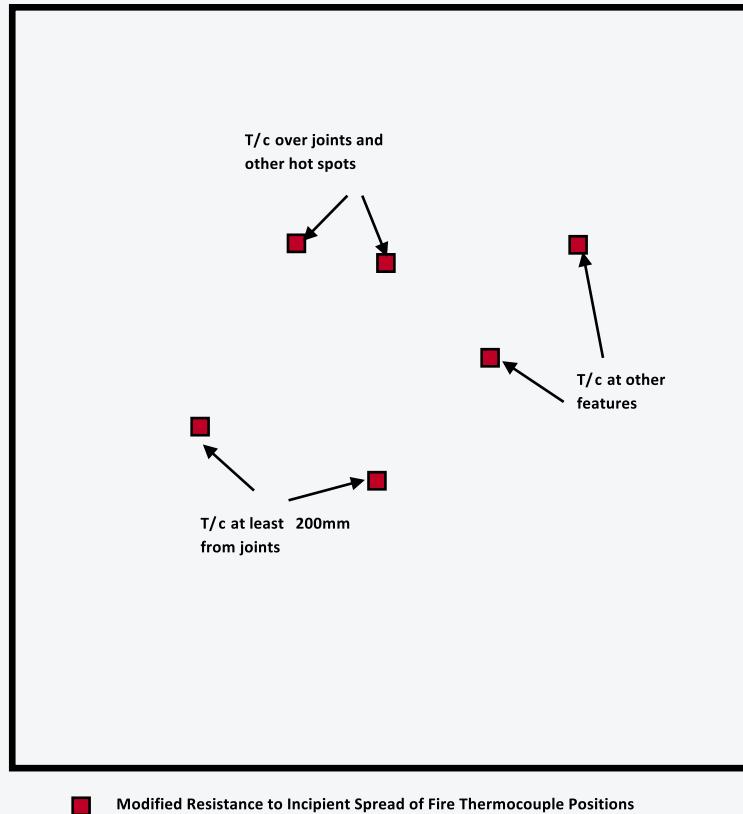 T/c over joints and
other hot spots
T/c at other
features
T/c at least 200mm
from joints
Modified Resistance to Incipient Spread of Fire Thermocouple Positions